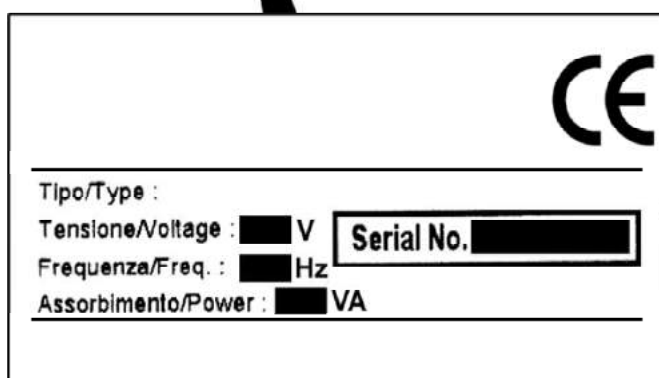 CE
Tipo/Type :
Tensione/Voltage : V
Serial No.
Frequenza/Freq. : Hz
Assorbimento/Power : VA